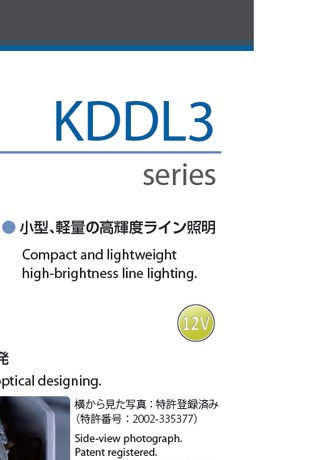 KDDL3
series
● 小型、軽量の高輝度ライン照明
Compact and lightweight
high-brightness line lighting.
12V
発
optical designing.
横から見た写真：特許登録済み
（特許番号：2002-335377）
Side-view photograph.
Patent registered.